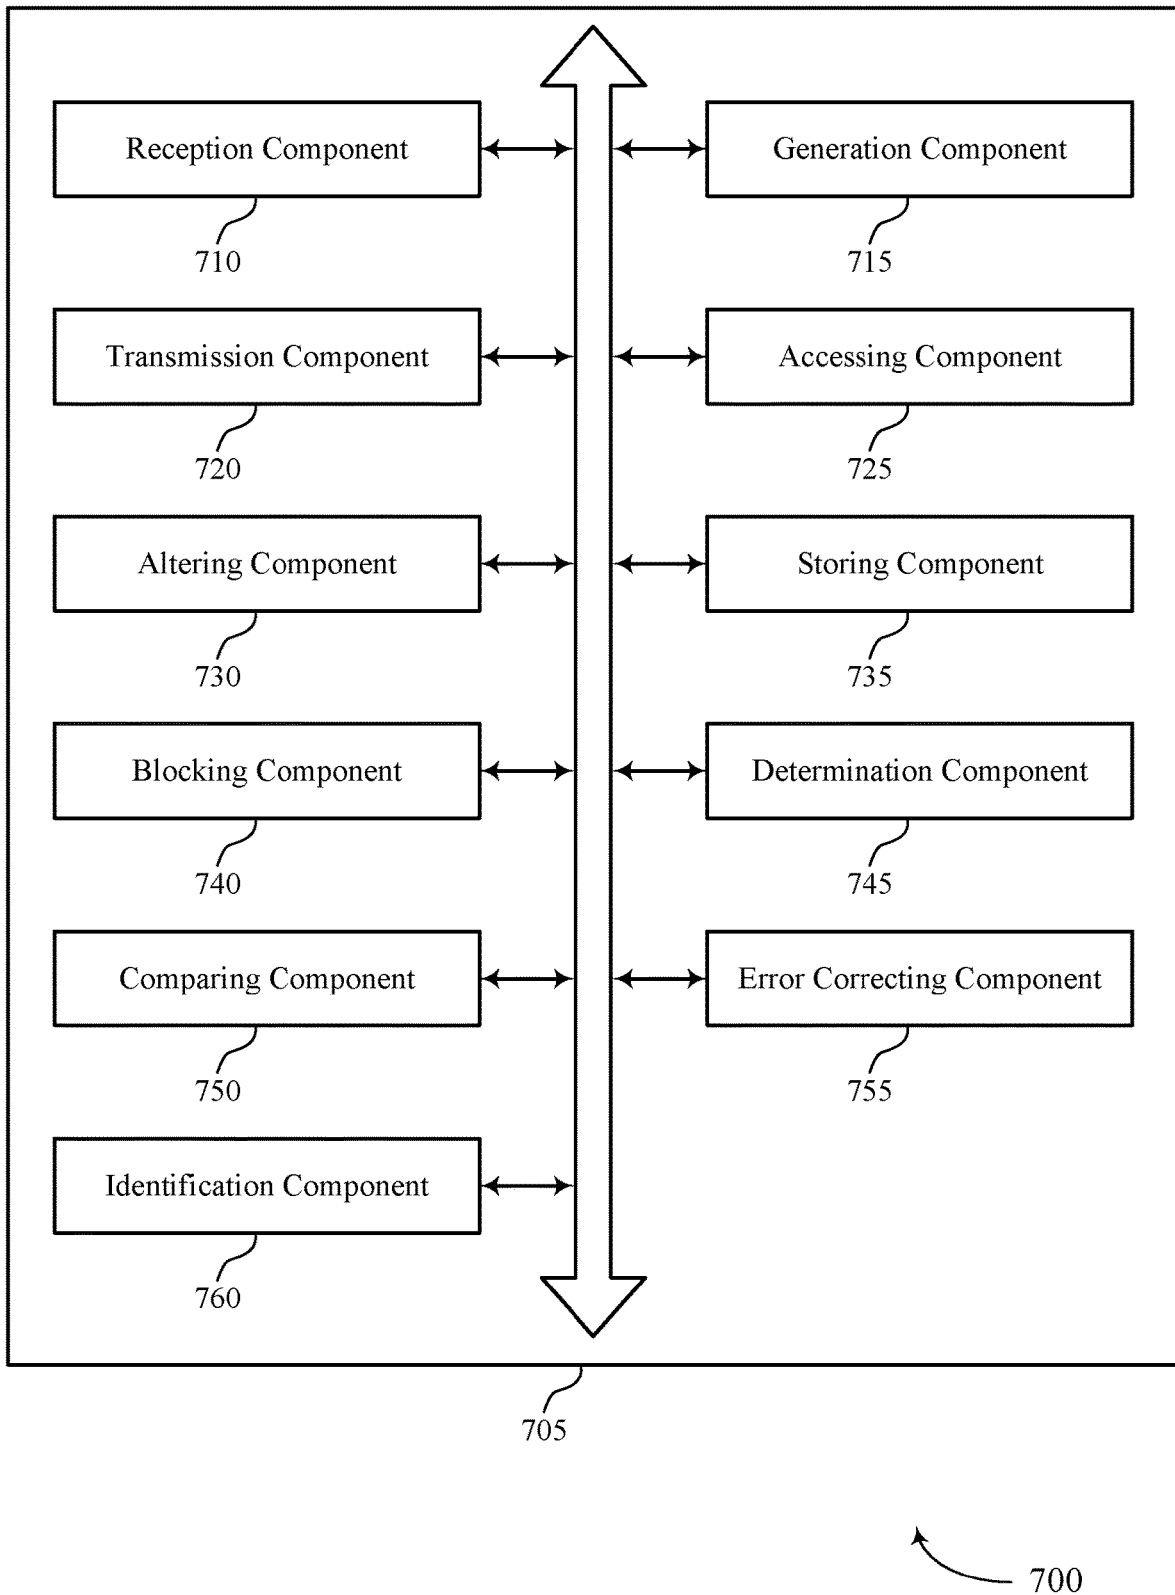 Reception Component
710
Generation Component
715
Transmission Component
720
Accessing Component
725
Altering Component
730
Storing Component
735
Blocking Component
740
Determination Component
745
Comparing Component
750
Error Correcting Component
755
Identification Component
760
705
700